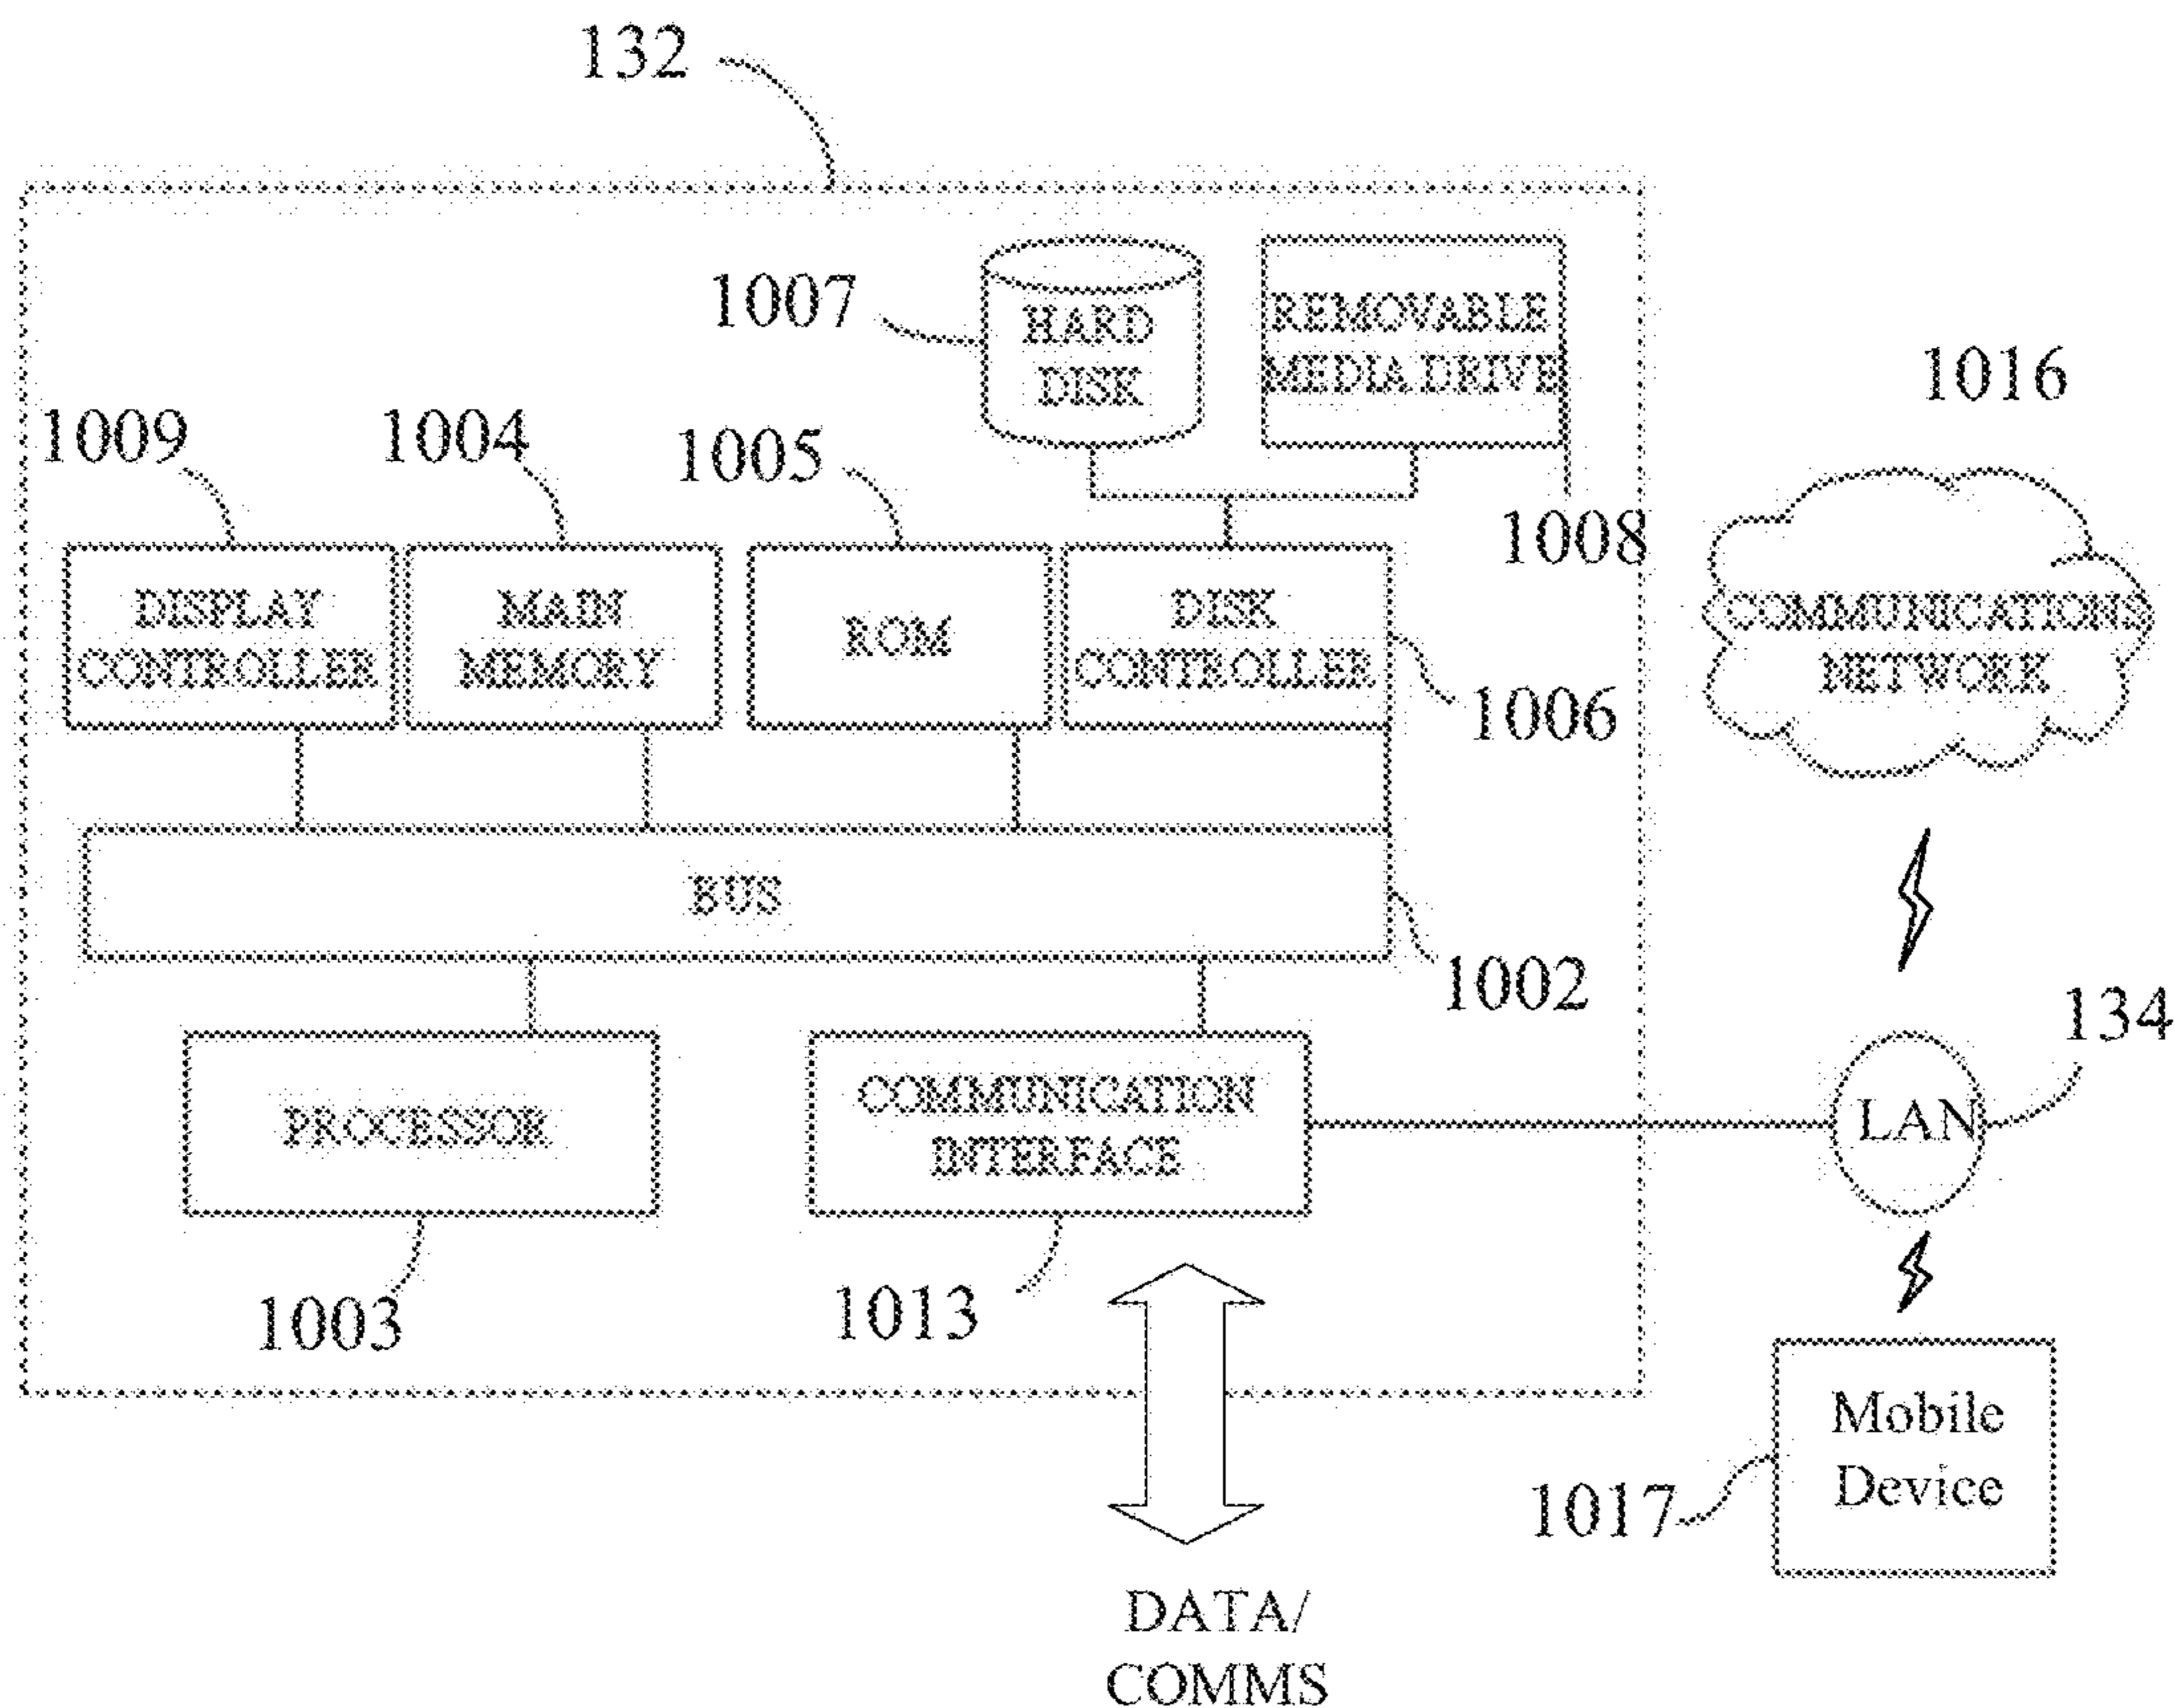 132
1007
HARD
DISK
REMOVABLE
MEDIA DRIVE
1016
1009
1004
1005
1008
DISPLAY
CONTROLLER
MAIN
MEMORY
ROM
DISK
CONTROLLER
1006
COMMUNICATIONS
NETWORK
BUS
1002
134
PROCESSOR
COMMUNICATION
INTERFACE
LAN
1003
1013
Mobile
Device
1017
DATA/
COMMS